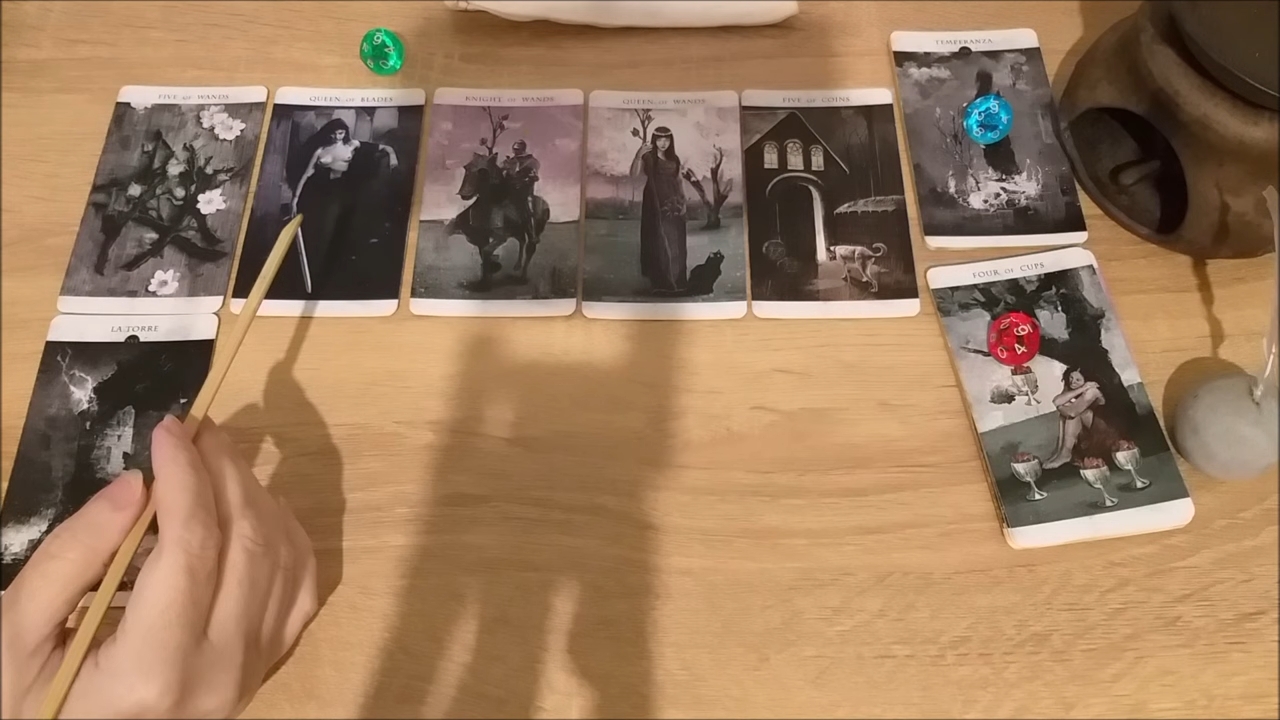 FIVE OF WANDS
QUEEN OF BLADES
KNIGHT OF WANDS
QUEEN OF WANDS
FIVE OF COINS
TEMPERANZA
LA TORRE
FOUR OF CUPS